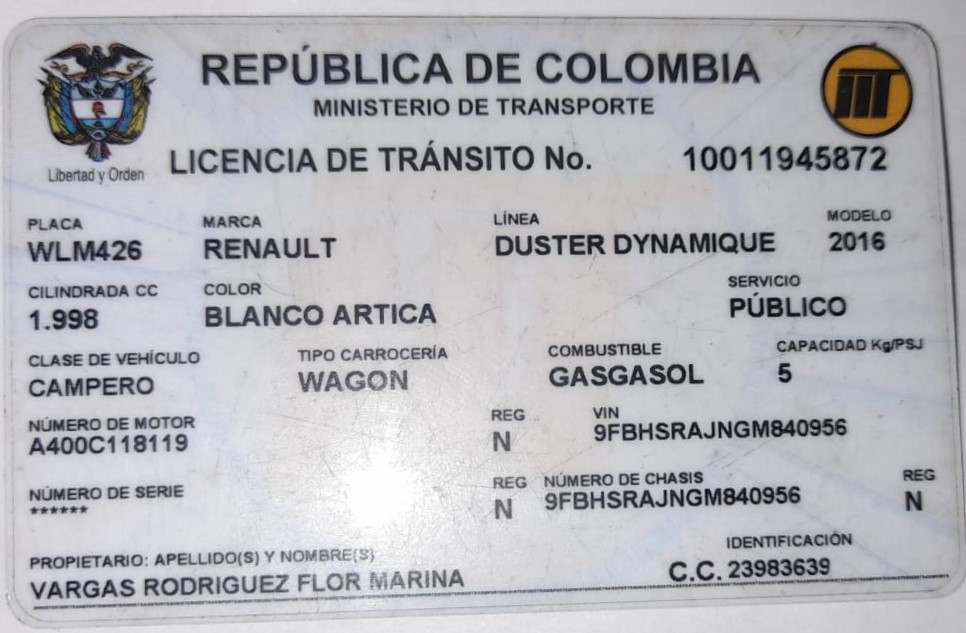 REPÚBLICA DE COLOMBIA
MINISTERIO DE TRANSPORTE
Libertad y Orden
LICENCIA DE TRÁNSITO No. 10011945872
PLACA MARCA LÍNEA MODELO
WLM426 RENAULT DUSTER DYNAMIQUE 2016
CILINDRADA CC COLOR SERVICIO
1.998 BLANCO ARTICA PÚBLICO
CLASE DE VEHÍCULO TIPO CARROCERÍA COMBUSTIBLE CAPACIDAD Kg/PSJ
CAMPERO WAGON GASGASOL 5
NÚMERO DE MOTOR REG VIN
A400C118119 N 9FBHSRAJNGM840956
NÚMERO DE SERIE REG NÚMERO DE CHASIS REG
****** N 9FBHSRAJNGM840956 N
PROPIETARIO: APELLIDO(S) Y NOMBRE(S) IDENTIFICACIÓN
VARGAS RODRIGUEZ FLOR MARINA C.C. 23983639